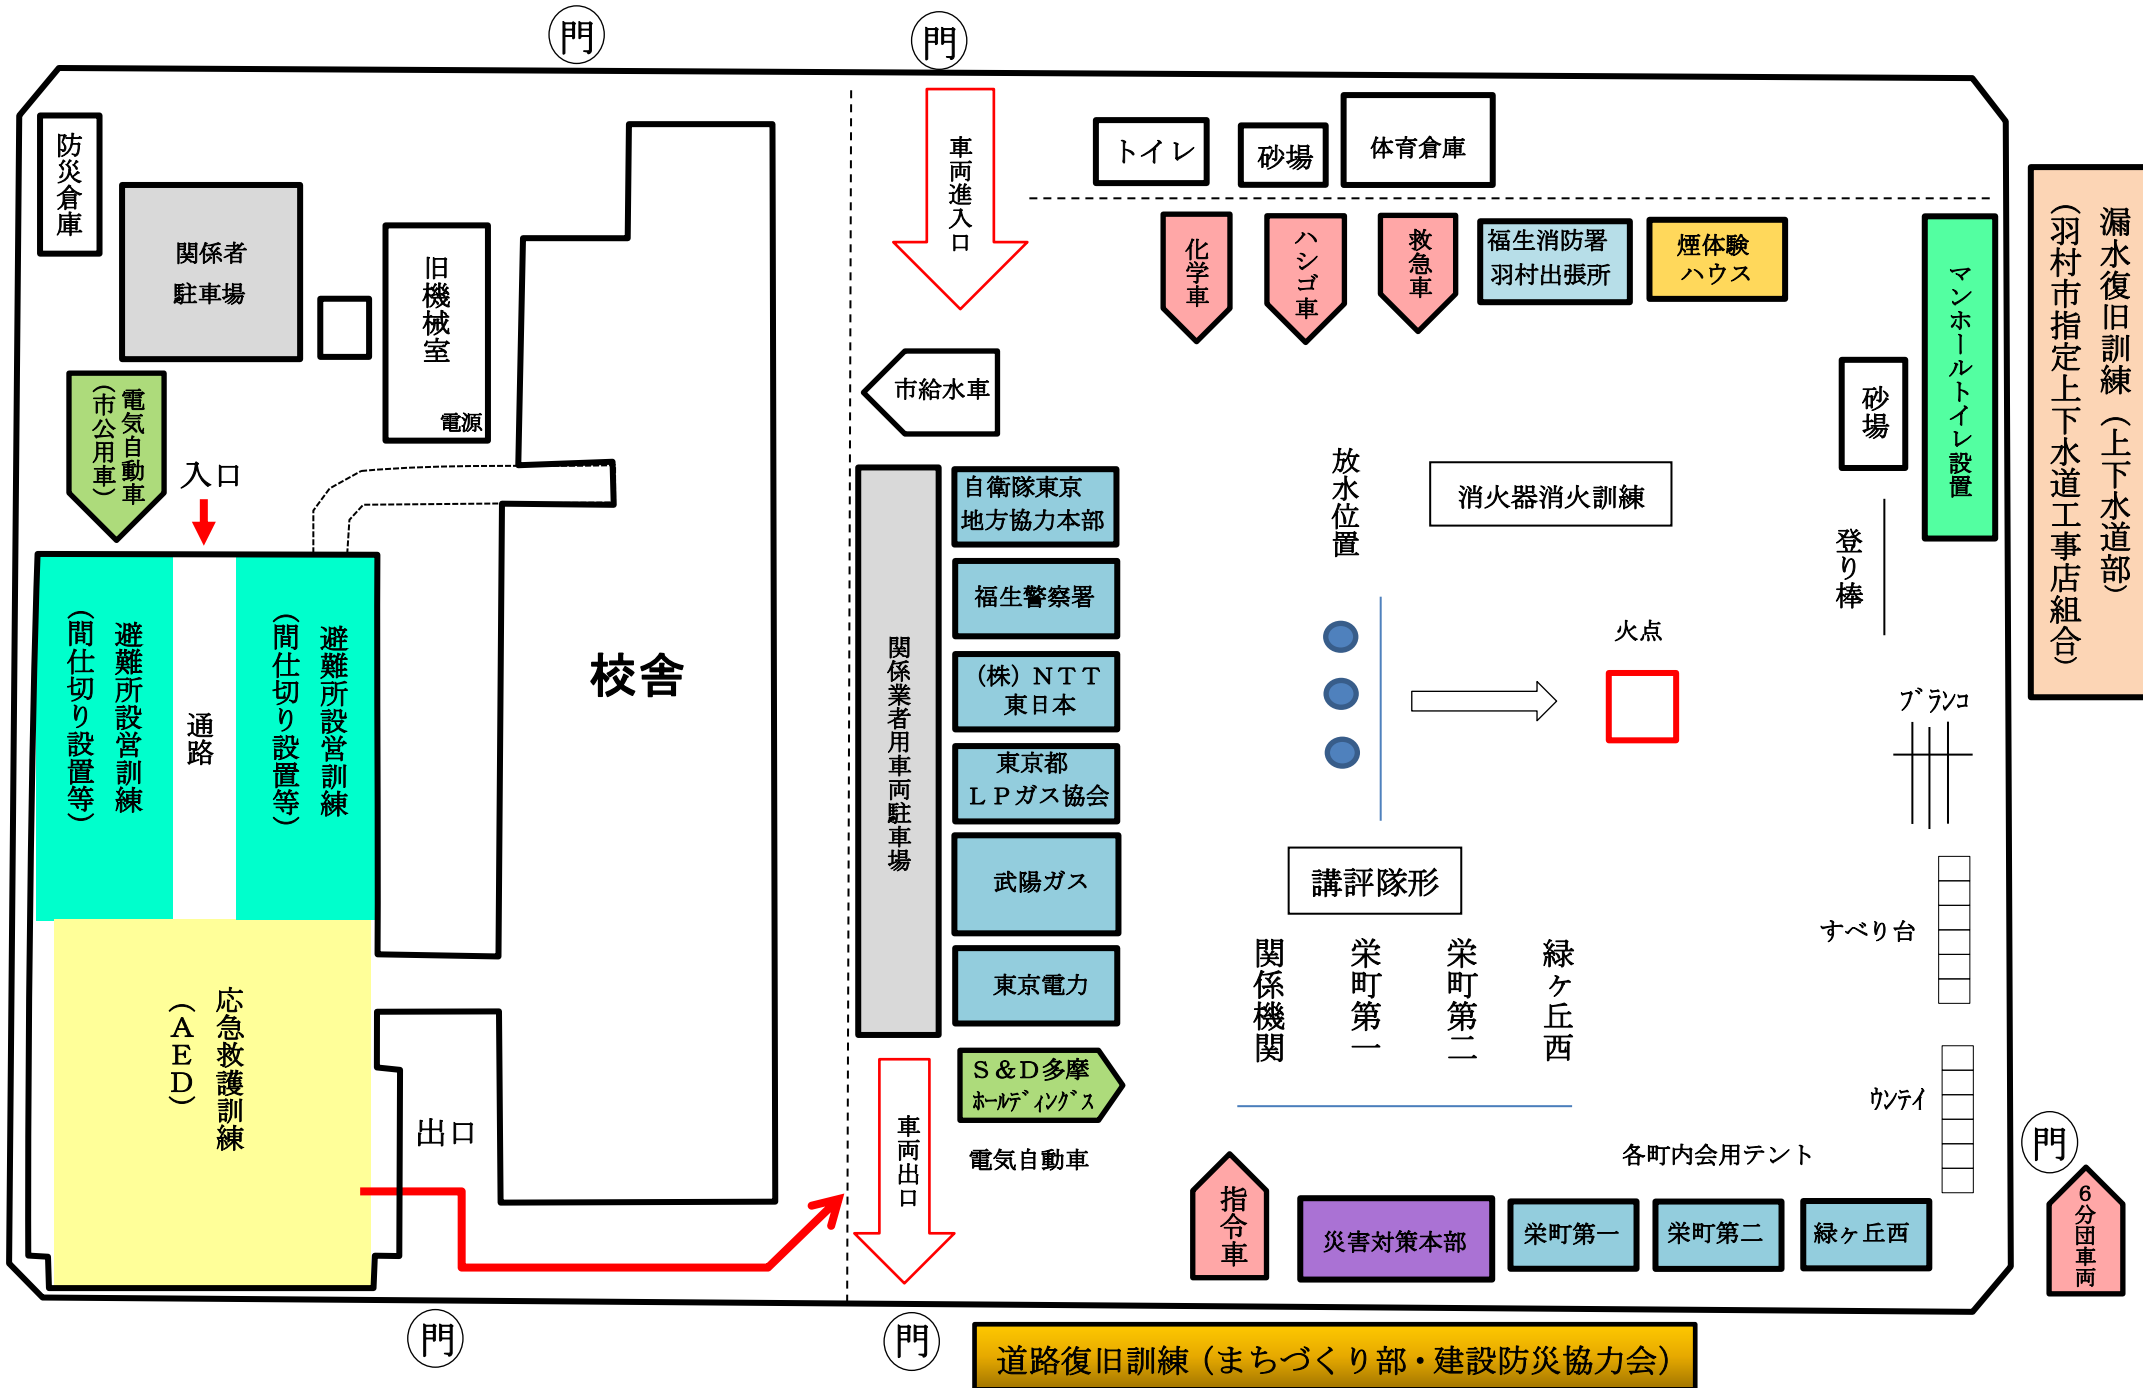 門
門
防災倉庫
関係者
駐車場
旧機械室
電源
電気自動車
（市公用車）
入口
避難所設営訓練
（間仕切り設置等）
通路
避難所設営訓練
（間仕切り設置等）
応急救護訓練
（ＡＥＤ）
出口
校舎
車両進入口
市給水車
関係業者用車両駐車場
自衛隊東京
地方協力本部
福生警察署
（株）ＮＴＴ
東日本
東京都
ＬＰガス協会
武陽ガス
東京電力
Ｓ＆Ｄ多摩
ﾎｰﾙﾃﾞｨﾝｸﾞｽ
電気自動車
車両出口
トイレ
砂場
体育倉庫
化学車
ハシゴ車
救急車
福生消防署
羽村出張所
煙体験
ハウス
マンホールトイレ設置
砂場
登り棒
放水位置
消火器消火訓練
火点
ﾌﾞﾗﾝｺ
講評隊形
関係機関
栄町第一
栄町第二
緑ヶ丘西
すべり台
ｳﾝﾃｲ
各町内会用テント
指令車
災害対策本部
栄町第一
栄町第二
緑ヶ丘西
漏水復旧訓練（上下水道部）
（羽村市指定上下水道工事店組合）
門
６分団車両
門
門
道路復旧訓練（まちづくり部・建設防災協力会）